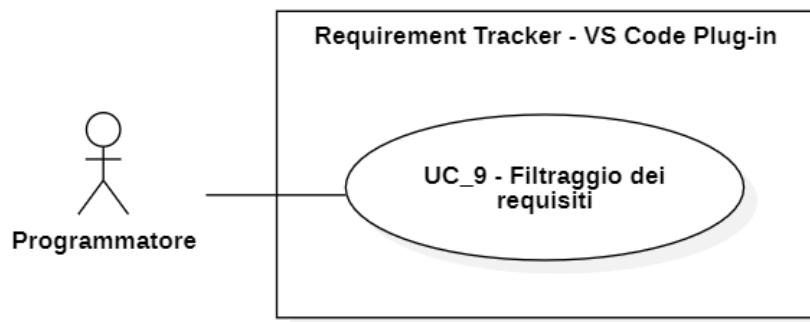 Requirement Tracker - VS Code Plug-in
UC_9 - Filtraggio dei
requisiti
Programmatore